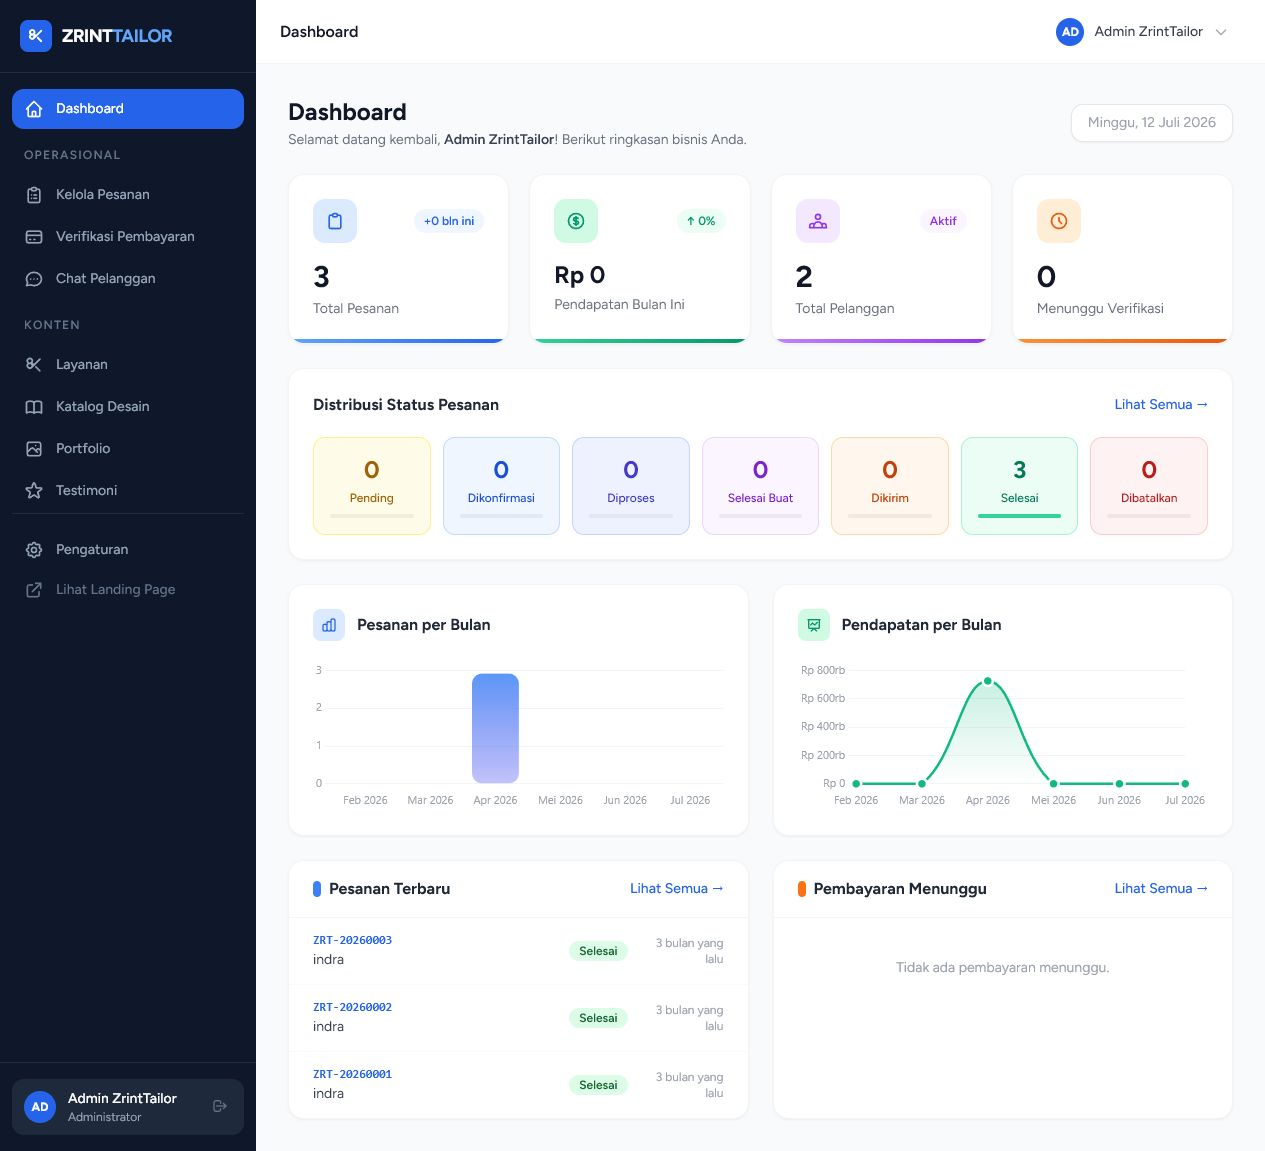 ZRINTTAILOR
Dashboard
OPERASIONAL
Kelola Pesanan
Verifikasi Pembayaran
Chat Pelanggan
KONTEN
Layanan
Katalog Desain
Portfolio
Testimoni
Pengaturan
Lihat Landing Page
AD
Admin ZrintTailor
Administrator
Dashboard
AD Admin ZrintTailor
Dashboard
Selamat datang kembali, Admin ZrintTailor! Berikut ringkasan bisnis Anda.
Minggu, 12 Juli 2026
+0 bln ini
3
Total Pesanan
↑ 0%
Rp 0
Pendapatan Bulan Ini
Aktif
2
Total Pelanggan
0
Menunggu Verifikasi
Distribusi Status Pesanan
Lihat Semua →
0
Pending
0
Dikonfirmasi
0
Diproses
0
Selesai Buat
0
Dikirim
3
Selesai
0
Dibatalkan
Pesanan per Bulan
3
2
1
0
Feb 2026 Mar 2026 Apr 2026 Mei 2026 Jun 2026 Jul 2026
Pendapatan per Bulan
Rp 800rb
Rp 600rb
Rp 400rb
Rp 200rb
Rp 0
Feb 2026 Mar 2026 Apr 2026 Mei 2026 Jun 2026 Jul 2026
Pesanan Terbaru
Lihat Semua →
ZRT-20260003
indra
Selesai
3 bulan yang
lalu
ZRT-20260002
indra
Selesai
3 bulan yang
lalu
ZRT-20260001
indra
Selesai
3 bulan yang
lalu
Pembayaran Menunggu
Lihat Semua →
Tidak ada pembayaran menunggu.